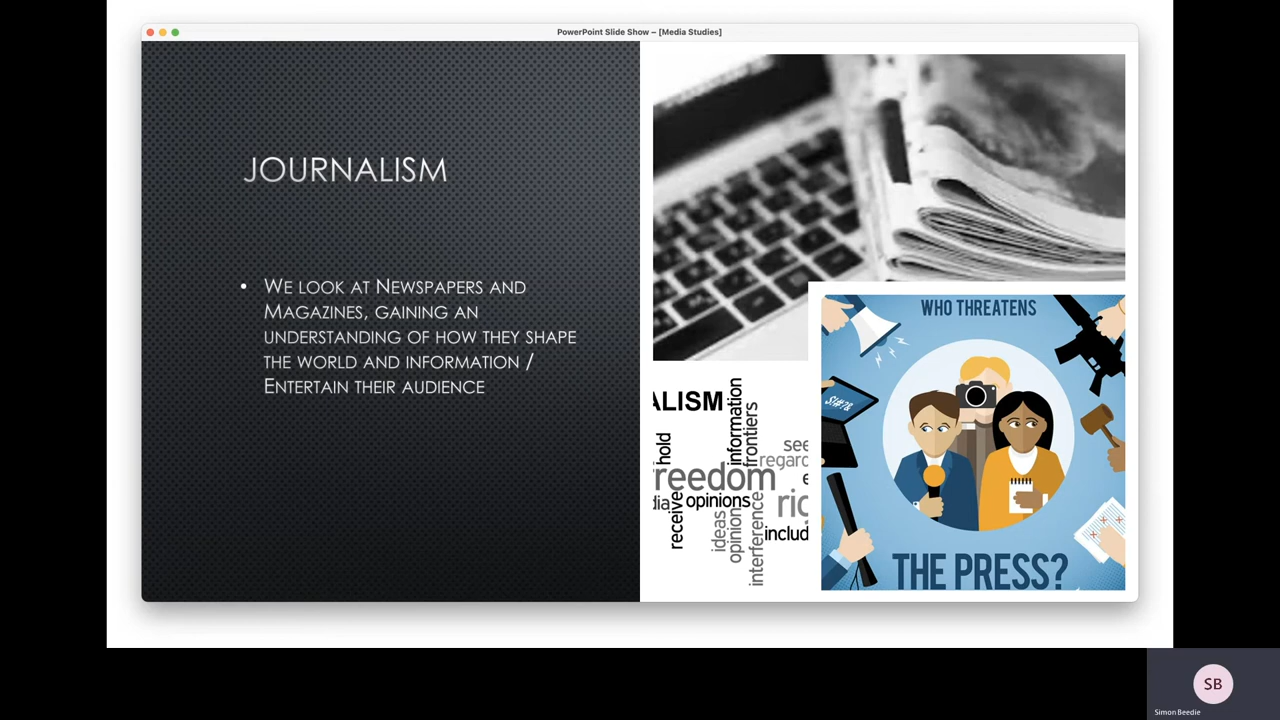 PowerPoint Slide Show – [Media Studies]
JOURNALISM
• WE LOOK AT NEWSPAPERS AND
MAGAZINES, GAINING AN
UNDERSTANDING OF HOW THEY SHAPE
THE WORLD AND INFORMATION /
ENTERTAIN THEIR AUDIENCE
WHO THREATENS
S!#?&
THE PRESS?
ALISM
information
frontiers
hold
see
regard
reedom
dia
opinions
receive
ideas
opinion
interference
ric
includ
SB
Simon Beedie